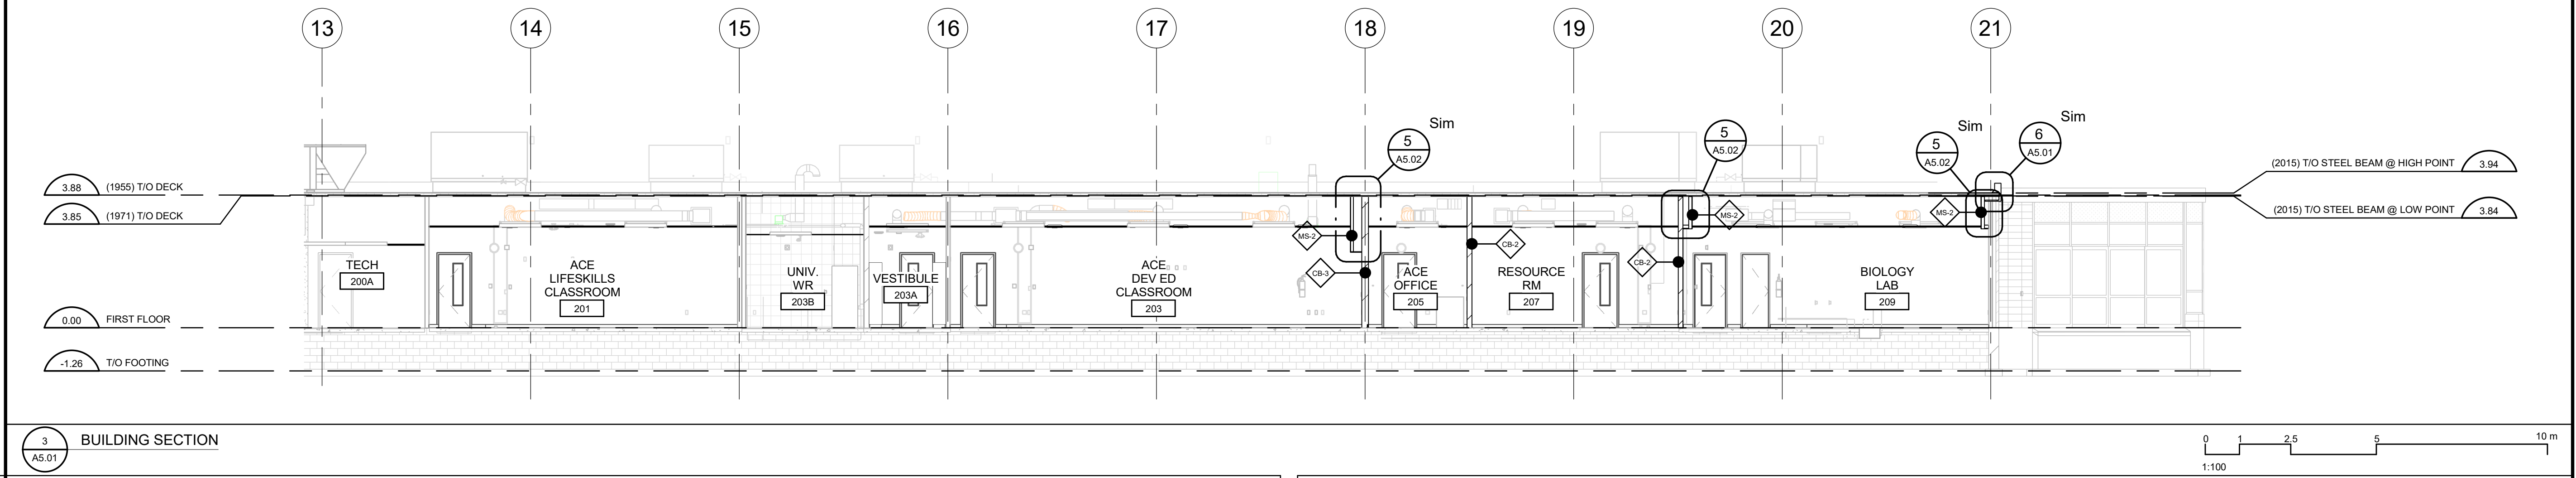 13
14
15
16
17
18
19
20
21
Sim
5
A5.02
5
A5.02
Sim
5
A5.02
Sim
6
A5.01
3.88 (1955) T/O DECK
3.85 (1971) T/O DECK
(2015) T/O STEEL BEAM @ HIGH POINT 3.94
(2015) T/O STEEL BEAM @ LOW POINT 3.84
MS-2
MS-2
MS-2
CB-3
CB-2
CB-2
TECH
200A
ACE
LIFESKILLS
CLASSROOM
201
UNIV.
WR
203B
VESTIBULE
203A
ACE
DEV ED
CLASSROOM
203
ACE
OFFICE
205
RESOURCE
RM
207
BIOLOGY
LAB
209
0.00 FIRST FLOOR
-1.26 T/O FOOTING
3
A5.01
BUILDING SECTION
0 1 2.5 5 10 m
1:100